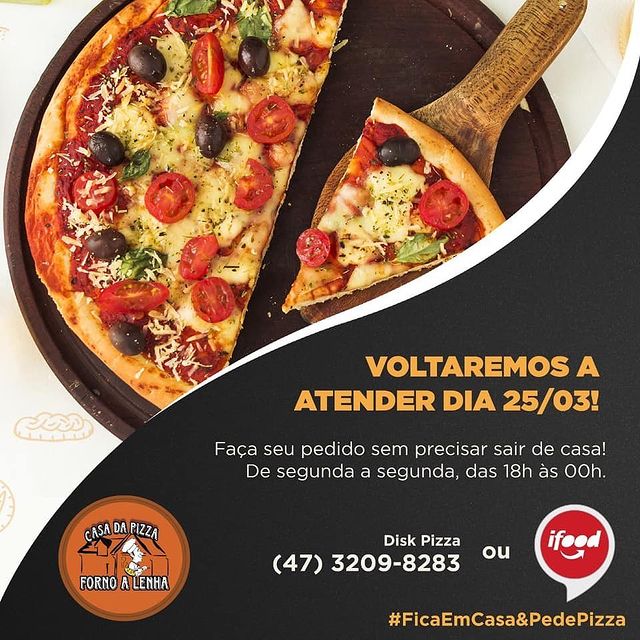 VOLTAREMOS A
ATENDER DIA 25/03!
Faça seu pedido sem precisar sair de casa!
De segunda a segunda, das 18h às 00h.
CASA DA PIZZA
FORNO A LENHA
Disk Pizza
(47) 3209-8283
ou
ifood
#FicaEmCasa&PedePizza